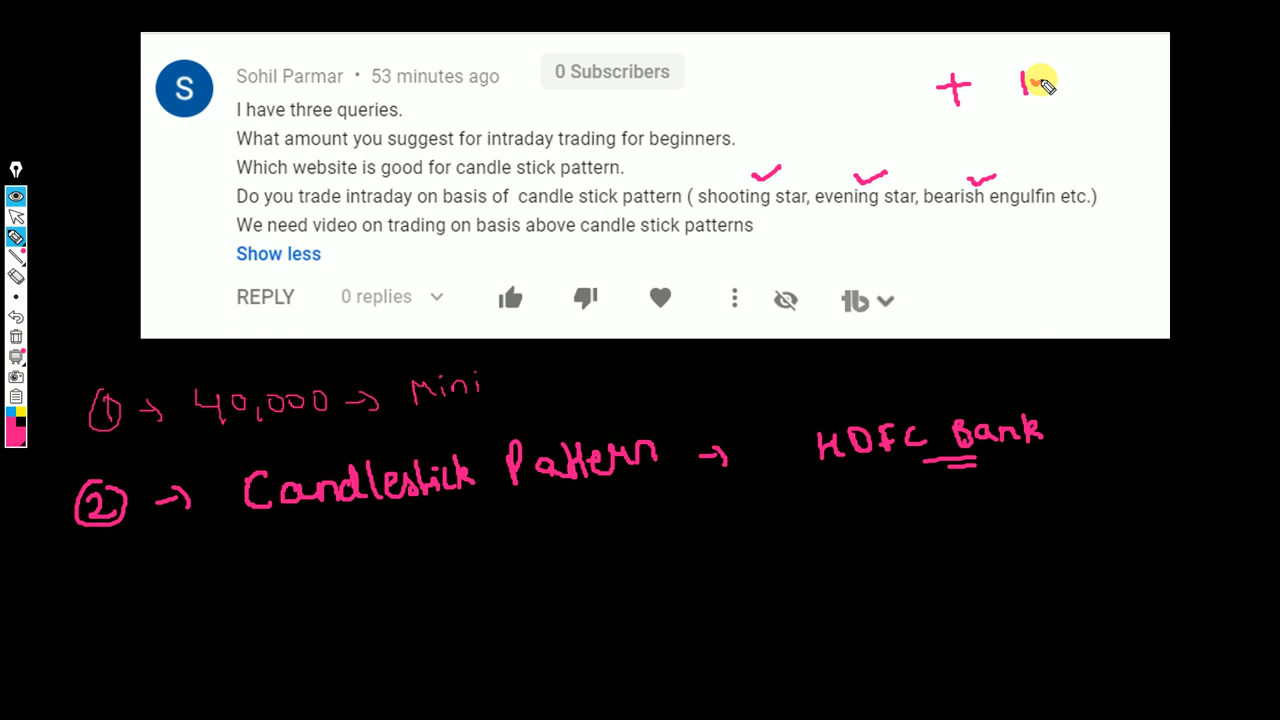 S
Sohil Parmar • 53 minutes ago
0 Subscribers
I have three queries.
What amount you suggest for intraday trading for beginners.
Which website is good for candle stick pattern.
Do you trade intraday on basis of candle stick pattern ( shooting star, evening star, bearish engulfin etc.)
We need video on trading on basis above candle stick patterns
Show less
REPLY 0 replies
+
① → 40,000 → Mini
② → Candlestick Pattern → HDFC Bank